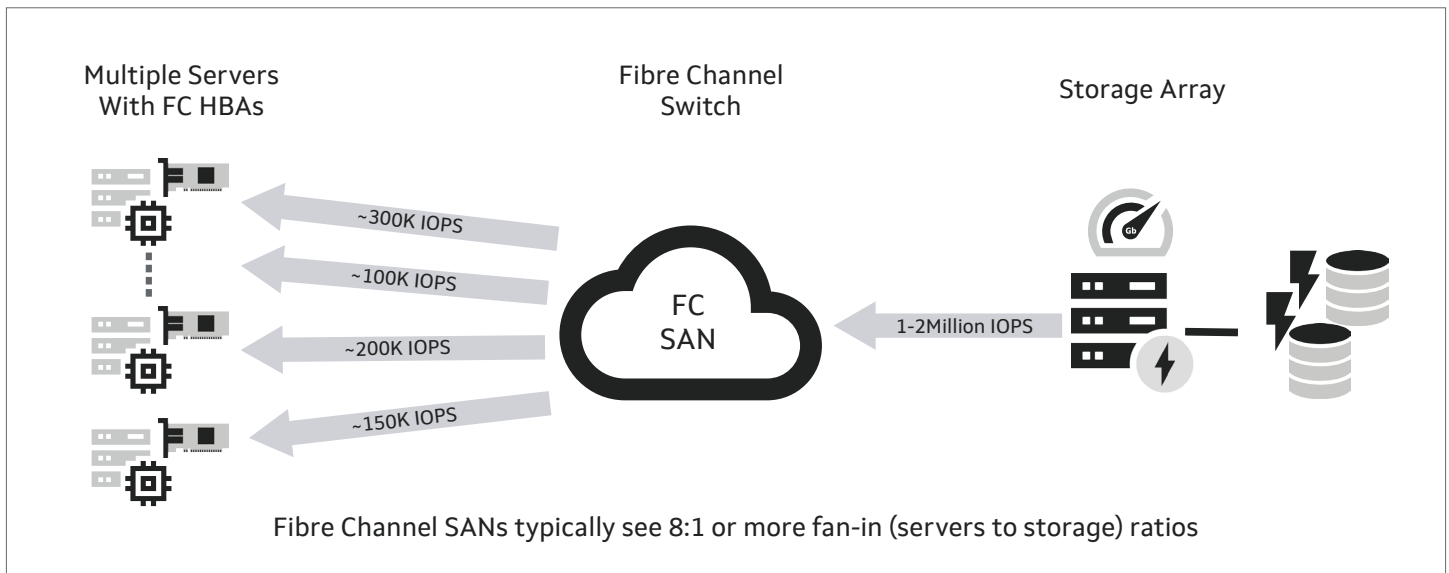 Multiple Servers
With FC HBAs
Fibre Channel
Switch
Storage Array
~300K IOPS
~100K IOPS
~200K IOPS
~150K IOPS
FC
SAN
1-2Million IOPS
Gb
Fibre Channel SANs typically see 8:1 or more fan-in (servers to storage) ratios